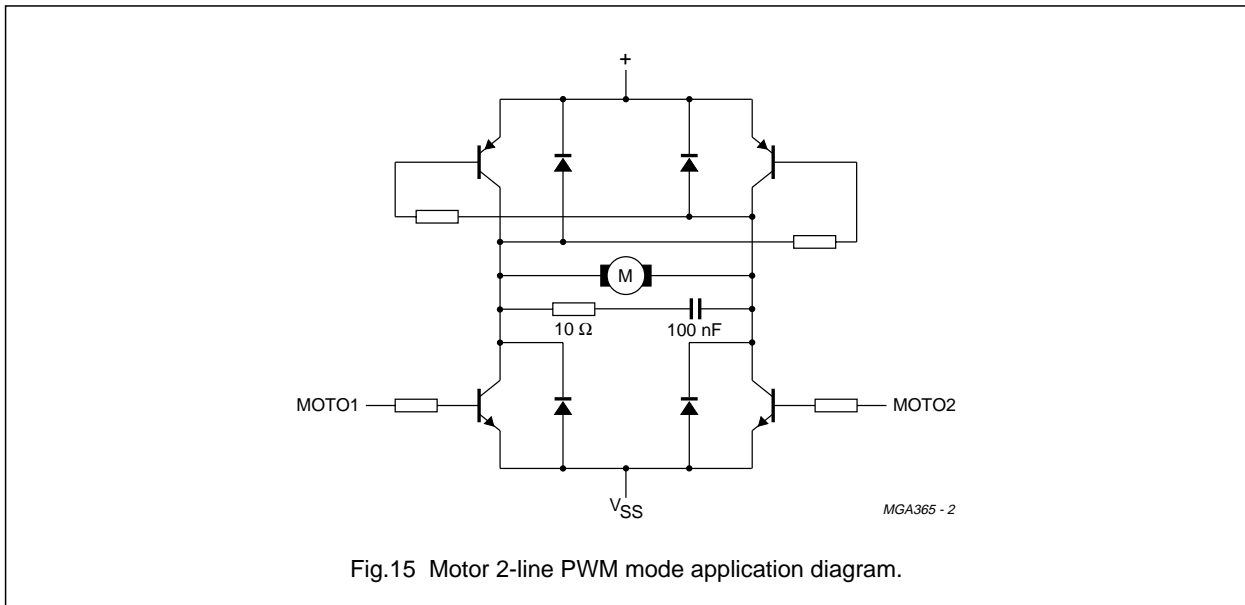 +
M
10 Ω
100 nF
MOTO1
MOTO2
VSS
MGA365 - 2
Fig.15 Motor 2-line PWM mode application diagram.